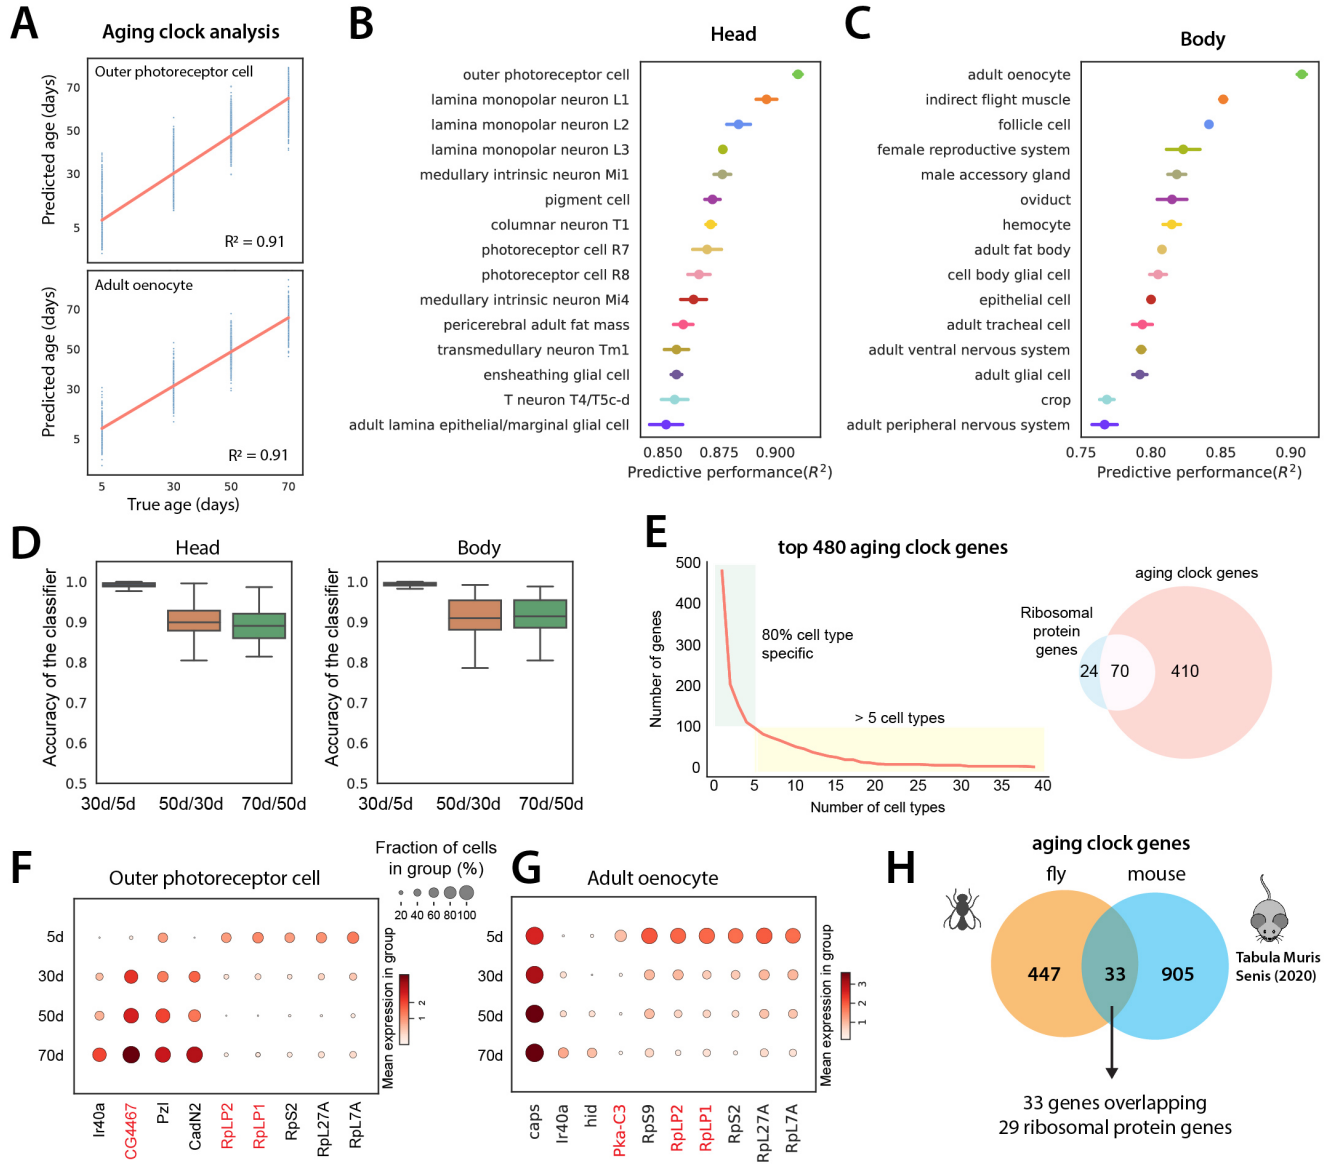 A
Aging clock analysis
Outer photoreceptor cell
Predicted age (days)
70
50
30
5
R² = 0.91
Adult oenocyte
Predicted age (days)
70
50
30
5
R² = 0.91
5 30 50 70
True age (days)
B
Head
outer photoreceptor cell
lamina monopolar neuron L1
lamina monopolar neuron L2
lamina monopolar neuron L3
medullary intrinsic neuron Mi1
pigment cell
columnar neuron T1
photoreceptor cell R7
photoreceptor cell R8
medullary intrinsic neuron Mi4
pericerebral adult fat mass
transmedullary neuron Tm1
ensheathing glial cell
T neuron T4/T5c-d
adult lamina epithelial/marginal glial cell
0.850 0.875 0.900
Predictive performance(R²)
C
Body
adult oenocyte
indirect flight muscle
follicle cell
female reproductive system
male accessory gland
oviduct
hemocyte
adult fat body
cell body glial cell
epithelial cell
adult tracheal cell
adult ventral nervous system
adult glial cell
crop
adult peripheral nervous system
0.75 0.80 0.85 0.90
Predictive performance(R²)
D
Head
Accuracy of the classifier
1.0
0.9
0.8
0.7
0.6
0.5
30d/5d 50d/30d 70d/50d
Body
Accuracy of the classifier
1.0
0.9
0.8
0.7
0.6
0.5
30d/5d 50d/30d 70d/50d
E
top 480 aging clock genes
Number of genes
500
400
300
200
100
0
80% cell type
specific
> 5 cell types
0 5 10 15 20 25 30 35 40
Number of cell types
aging clock genes
Ribosomal
protein
genes
24 70 410
F
Outer photoreceptor cell
Fraction of cells
in group (%)
20 40 60 80 100
5d
30d
50d
70d
Ir40a
CG4467
Pzl
CadN2
RpLP2
RpLP1
RpS2
RpL27A
RpL7A
2
1
Mean expression in group
G
Adult oenocyte
5d
30d
50d
70d
caps
Ir40a
hid
Pka-C3
RpS9
RpLP2
RpLP1
RpS2
RpL27A
RpL7A
3
2
1
Mean expression in group
H
aging clock genes
fly mouse
447 33 905
Tabula Muris
Senis (2020)
33 genes overlapping
29 ribosomal protein genes